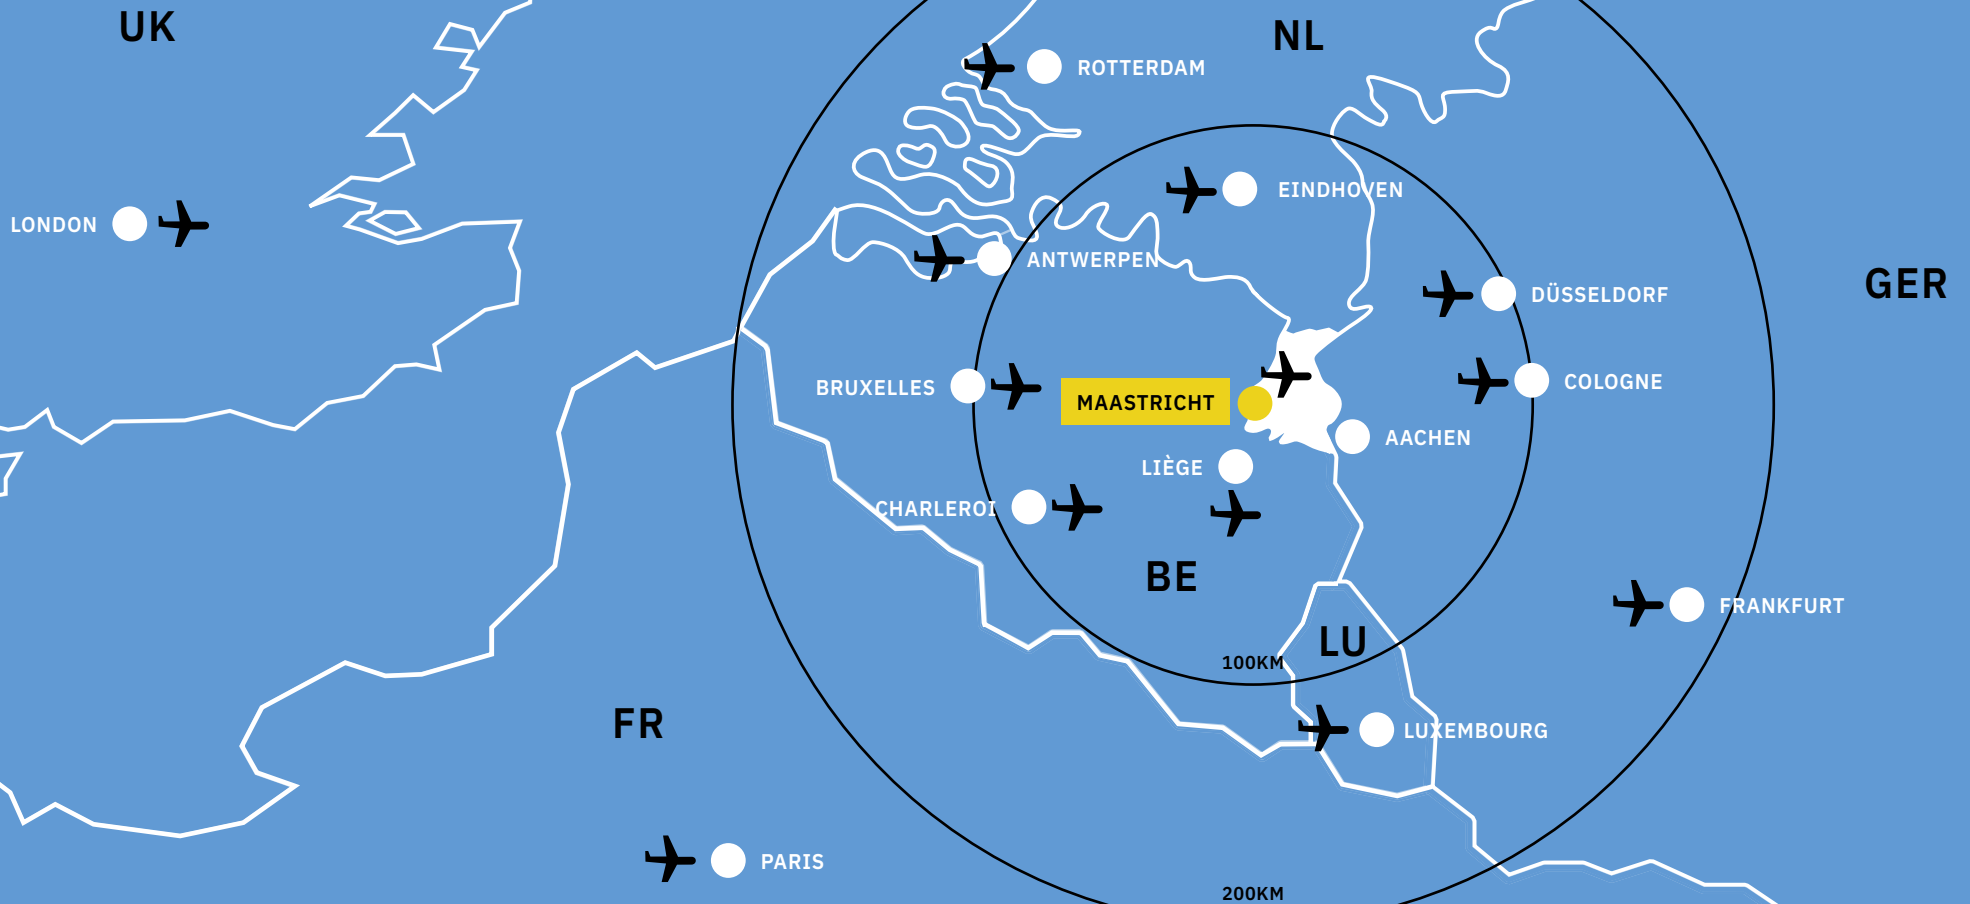 UK
NL
ROTTERDAM
EINDHOVEN
LONDON
ANTWERPEN
GER
DÜSSELDORF
BRUXELLES
MAASTRICHT
COLOGNE
AACHEN
LIÈGE
CHARLEROI
BE
FRANKFURT
LU
100KM
FR
LUXEMBOURG
PARIS
200KM